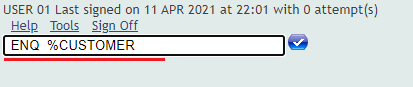 USER 01 Last signed on 11 APR 2021 at 22:01 with 0 attempt(s)
Help Tools Sign Off
ENQ %CUSTOMER